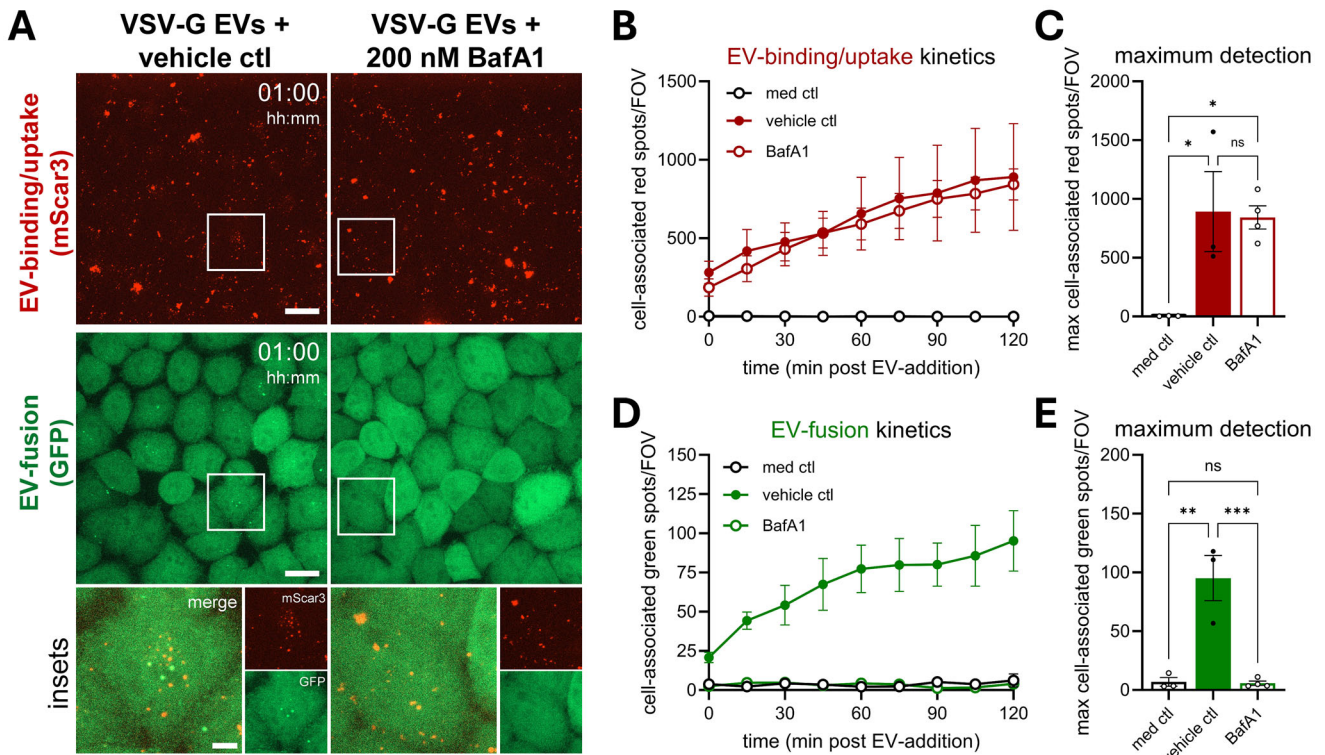 A
VSV-G EVs +
vehicle ctl
VSV-G EVs +
200 nM BafA1
EV-binding/uptake
(mScar3)
01:00
hh:mm
EV-fusion
(GFP)
01:00
hh:mm
insets
merge
mScar3
GFP
B
EV-binding/uptake kinetics
cell-associated red spots/FOV
1500
1000
500
0
med ctl
vehicle ctl
BafA1
0
30
60
90
120
time (min post EV-addition)
C
maximum detection
max cell-associated red spots/FOV
2000
1500
1000
500
0
*
*
ns
med ctl
vehicle ctl
BafA1
D
EV-fusion kinetics
cell-associated green spots/FOV
150
125
100
75
50
25
0
med ctl
vehicle ctl
BafA1
0
30
60
90
120
time (min post EV-addition)
E
maximum detection
max cell-associated green spots/FOV
200
150
100
50
0
ns
**
***
med ctl
vehicle ctl
BafA1